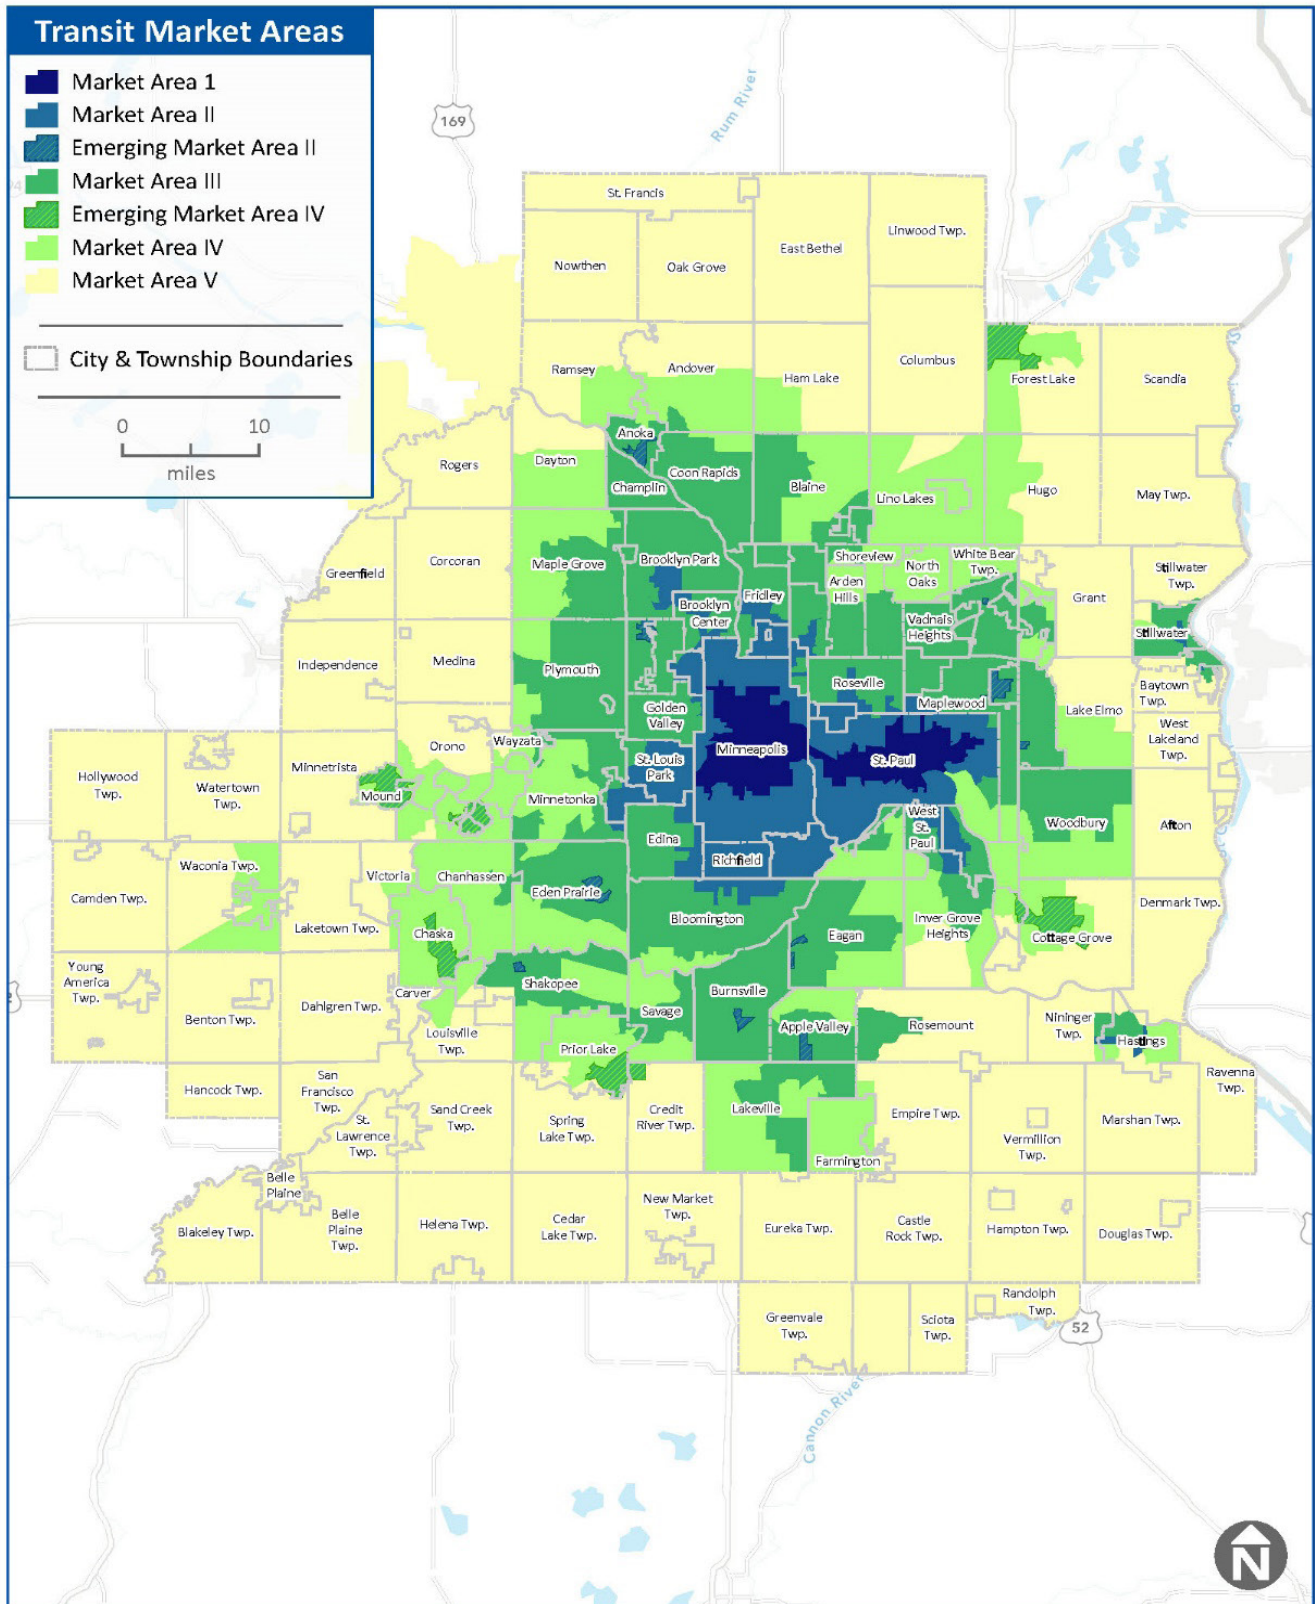 Transit Market Areas
Market Area 1
Market Area II
Emerging Market Area II
Market Area III
Emerging Market Area IV
Market Area IV
Market Area V
City & Township Boundaries
0 10
miles
169
Rum River
St. Francis
Linwood Twp.
East Bethel
Nowthen
Oak Grove
Columbus
Ramsey
Andover
Ham Lake
Forest Lake
Scandia
Anoka
Rogers
Dayton
Coon Rapids
Champlin
Blaine
Lino Lakes
Hugo
May Twp.
Corcoran
Greenfield
Maple Grove
Brooklyn Park
Shoreview
North
Oaks
White Bear
Twp.
Stillwater
Twp.
Arden
Hills
Fridley
Grant
Brooklyn
Center
Vadnais
Heights
Stillwater
Independence
Medina
Plymouth
Roseville
Maplewood
Baytown
Twp.
Golden
Valley
Lake Elmo
West
Lakeland
Twp.
Orono
Wayzata
Minneapolis
St. Paul
St. Louis
Park
Hollywood
Twp.
Watertown
Twp.
Minnetrista
Mound
Minnetonka
West
St.
Paul
Woodbury
Afton
Edina
Richfield
Waconia Twp.
Victoria
Chanhassen
Eden Prairie
Camden Twp.
Laketown Twp.
Chaska
Bloomington
Eagan
Inver Grove
Heights
Cottage Grove
Denmark Twp.
Young
America
Twp.
Benton Twp.
Dahlgren Twp.
Carver
Shakopee
Burnsville
Louisville
Twp.
Savage
Apple Valley
Rosemount
Nininger
Twp.
Hastings
Prior Lake
Ravenna
Twp.
Hancock Twp.
San
Francisco
Twp.
St.
Lawrence
Twp.
Sand Creek
Twp.
Spring
Lake Twp.
Credit
River Twp.
Lakeville
Farmington
Empire Twp.
Vermillion
Twp.
Marshan Twp.
Belle
Plaine
Blakeley Twp.
Belle
Plaine
Twp.
Helena Twp.
Cedar
Lake Twp.
New Market
Twp.
Eureka Twp.
Castle
Rock Twp.
Hampton Twp.
Douglas Twp.
Greenvale
Twp.
Sciota
Twp.
Randolph
Twp.
52
Cannon River
N